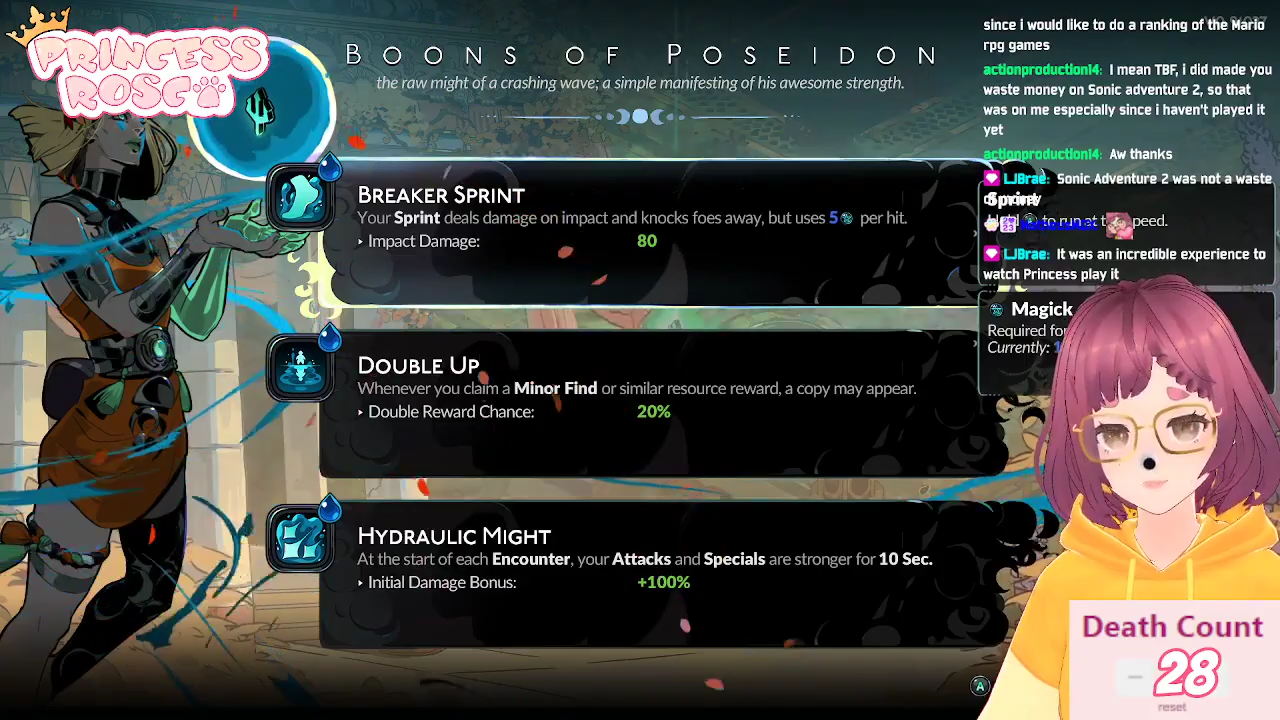 PRINCESS
ROSE
BOONS OF POSEIDON
the raw might of a crashing wave; a simple manifesting of his awesome strength.
BREAKER SPRINT
Your Sprint deals damage on impact and knocks foes away, but uses 5 per hit.
▸ Impact Damage: 80
DOUBLE UP
Whenever you claim a Minor Find or similar resource reward, a copy may appear.
▸ Double Reward Chance: 20%
HYDRAULIC MIGHT
At the start of each Encounter, your Attacks and Specials are stronger for 10 Sec.
▸ Initial Damage Bonus: +100%
A
since i would like to do a ranking of the Mario
rpg games
actionproduction14: I mean TBF, i did made you
waste money on Sonic adventure 2, so that
was on me especially since i haven't played it
yet
actionproduction14: Aw thanks
LJBrae: Sonic Adventure 2 was not a waste
Sprint
to run at peed.
LJBrae: It was an incredible experience to
watch Princess play it
Magick
Required for
Currently:
Death Count
28
reset